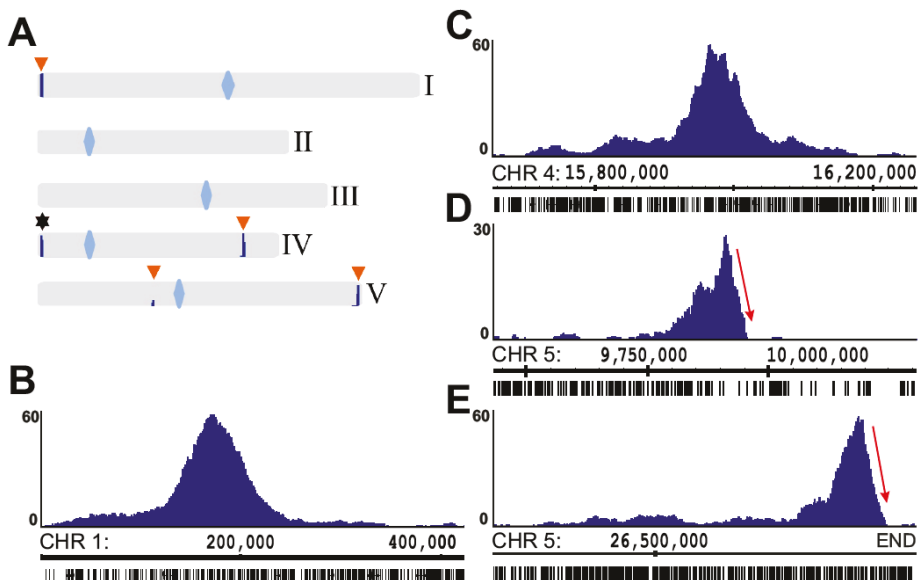 A
I
II
III
IV
V
B
60
0
CHR 1: 200,000 400,000
C
60
0
CHR 4: 15,800,000 16,200,000
D
30
0
CHR 5: 9,750,000 10,000,000
E
60
0
CHR 5: 26,500,000 END